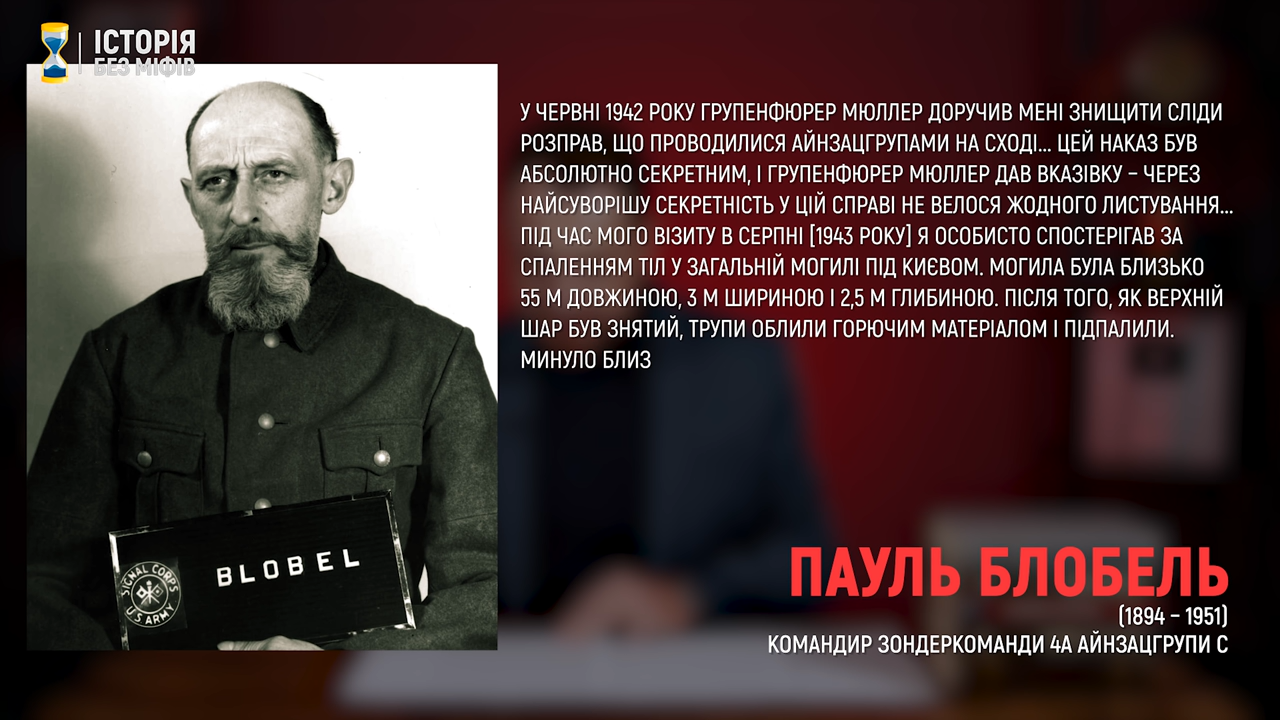 ІСТОРІЯ
БЕЗ МІФІВ
У ЧЕРВНІ 1942 РОКУ ГРУПЕНФЮРЕР МЮЛЛЕР ДОРУЧИВ МЕНІ ЗНИЩИТИ СЛІДИ
РОЗПРАВ, ЩО ПРОВОДИЛИСЯ АЙНЗАЦГРУПАМИ НА СХОДІ... ЦЕЙ НАКАЗ БУВ
АБСОЛЮТНО СЕКРЕТНИМ, І ГРУПЕНФЮРЕР МЮЛЛЕР ДАВ ВКАЗІВКУ – ЧЕРЕЗ
НАЙСУВОРІШУ СЕКРЕТНІСТЬ У ЦІЙ СПРАВІ НЕ ВЕЛОСЯ ЖОДНОГО ЛИСТУВАННЯ...
ПІД ЧАС МОГО ВІЗИТУ В СЕРПНІ [1943 РОКУ] Я ОСОБИСТО СПОСТЕРІГАВ ЗА
СПАЛЕННЯМ ТІЛ У ЗАГАЛЬНІЙ МОГИЛІ ПІД КИЄВОМ. МОГИЛА БУЛА БЛИЗЬКО
55 М ДОВЖИНОЮ, 3 М ШИРИНОЮ І 2,5 М ГЛИБИНОЮ. ПІСЛЯ ТОГО, ЯК ВЕРХНІЙ
ШАР БУВ ЗНЯТИЙ, ТРУПИ ОБЛИЛИ ГОРЮЧИМ МАТЕРІАЛОМ І ПІДПАЛИЛИ.
МИНУЛО БЛИЗ
BLOBEL
SIGNAL CORPS
U.S. ARMY
ПАУЛЬ БЛОБЕЛЬ
(1894 – 1951)
КОМАНДИР ЗОНДЕРКОМАНДИ 4А АЙНЗАЦГРУПИ С